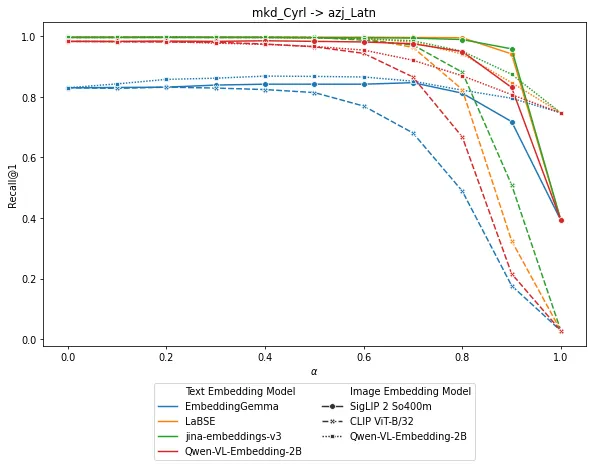 mkd_Cyrl -> azj_Latn
Recall@1
1.0
0.8
0.6
0.4
0.2
0.0
0.0 0.2 0.4 0.6 0.8 1.0
α
Text Embedding Model
EmbeddingGemma
LaBSE
jina-embeddings-v3
Qwen-VL-Embedding-2B
Image Embedding Model
SigLIP 2 So400m
CLIP ViT-B/32
Qwen-VL-Embedding-2B